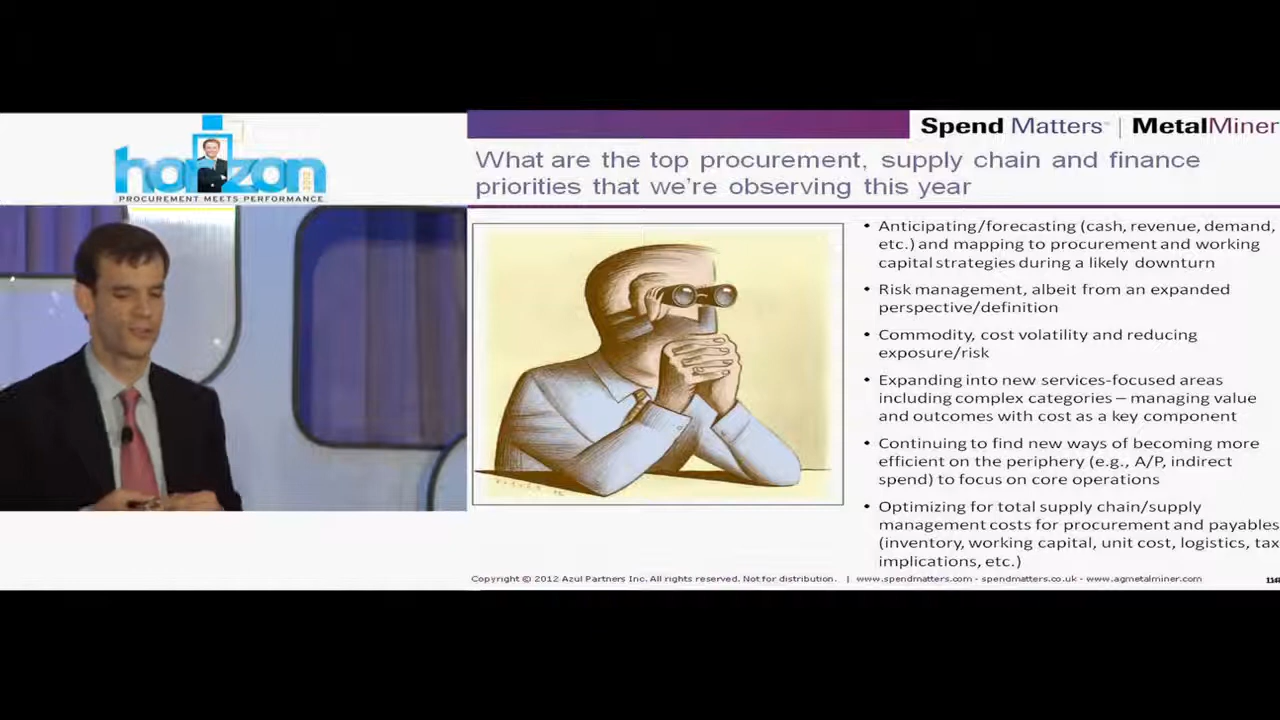 horizon
2012
PROCUREMENT MEETS PERFORMANCE
Spend Matters | MetalMiner
What are the top procurement, supply chain and finance
priorities that we're observing this year
• Anticipating/forecasting (cash, revenue, demand,
etc.) and mapping to procurement and working
capital strategies during a likely downturn
• Risk management, albeit from an expanded
perspective/definition
• Commodity, cost volatility and reducing
exposure/risk
• Expanding into new services-focused areas
including complex categories – managing value
and outcomes with cost as a key component
• Continuing to find new ways of becoming more
efficient on the periphery (e.g., A/P, indirect
spend) to focus on core operations
• Optimizing for total supply chain/supply
management costs for procurement and payables
(inventory, working capital, unit cost, logistics, tax
implications, etc.)
Copyright © 2012 Azul Partners Inc. All rights reserved. Not for distribution. | www.spendmatters.com - spendmatters.co.uk - www.agmetalminer.com